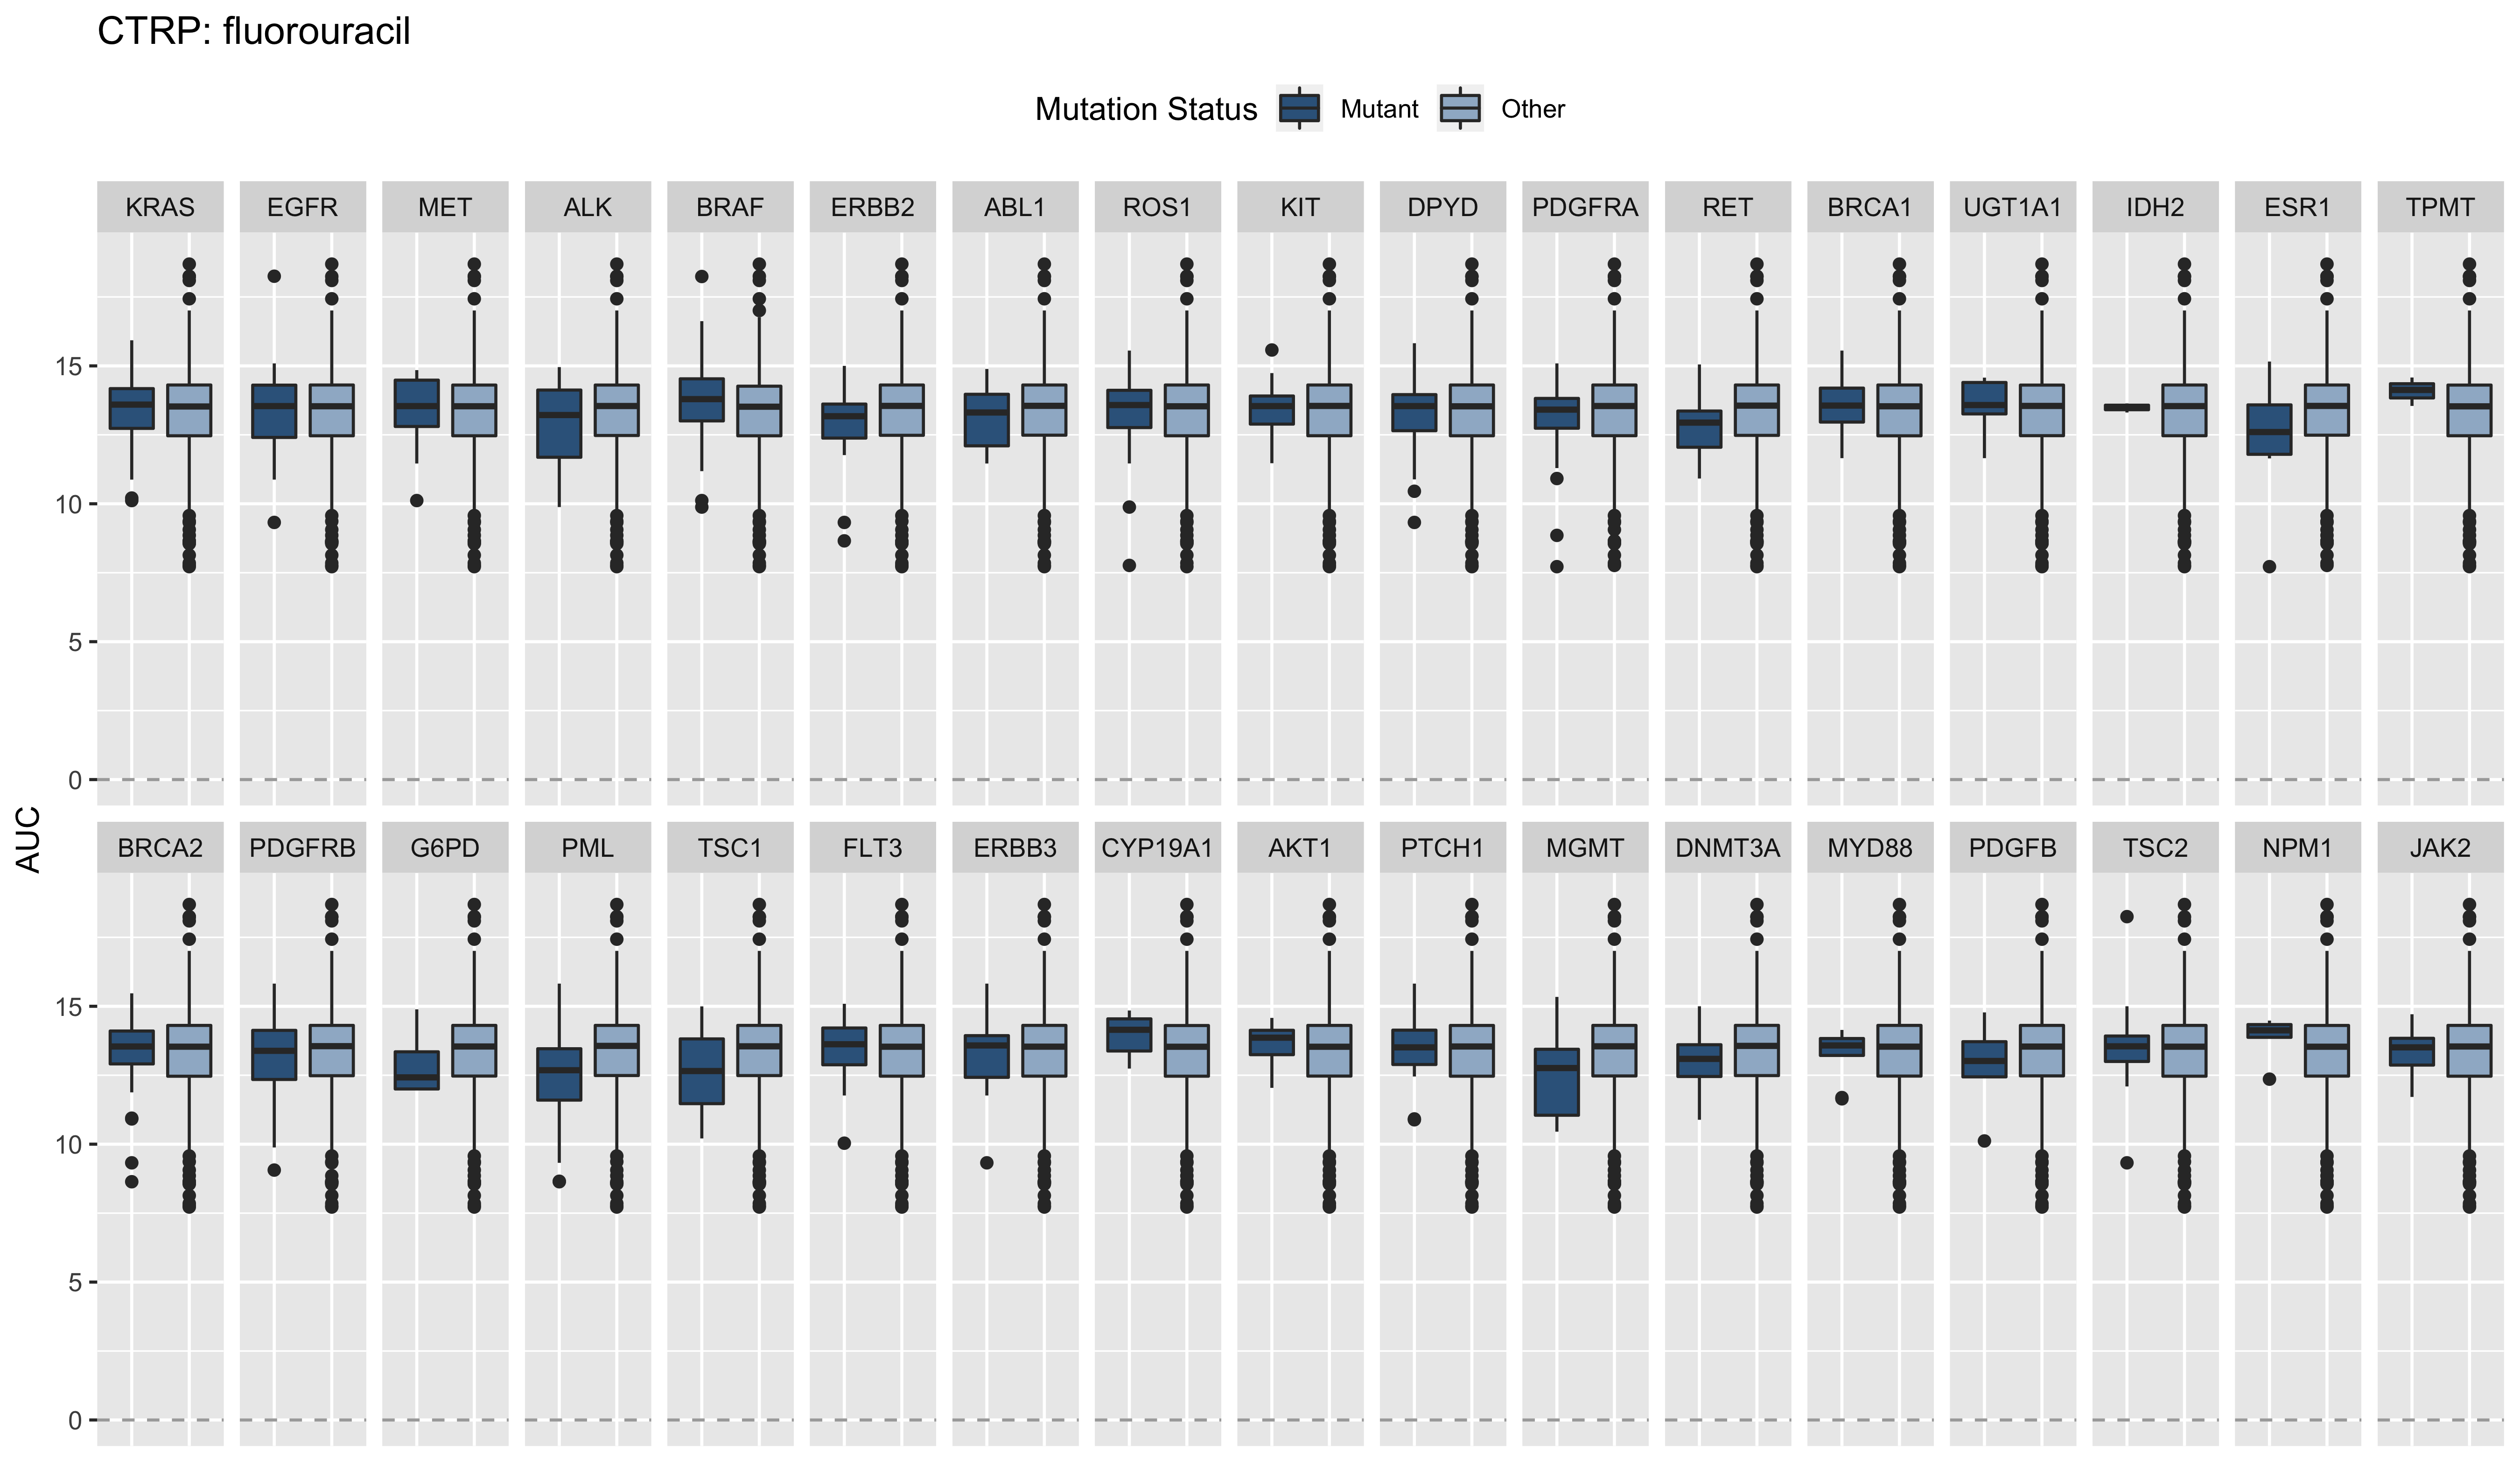 CTRP: fluorouracil
Mutation Status Mutant Other
KRAS EGFR MET ALK BRAF ERBB2 ABL1 ROS1 KIT DPYD PDGFRA RET BRCA1 UGT1A1 IDH2 ESR1 TPMT
15
10
5
0
AUC
BRCA2 PDGFRB G6PD PML TSC1 FLT3 ERBB3 CYP19A1 AKT1 PTCH1 MGMT DNMT3A MYD88 PDGFB TSC2 NPM1 JAK2
15
10
5
0